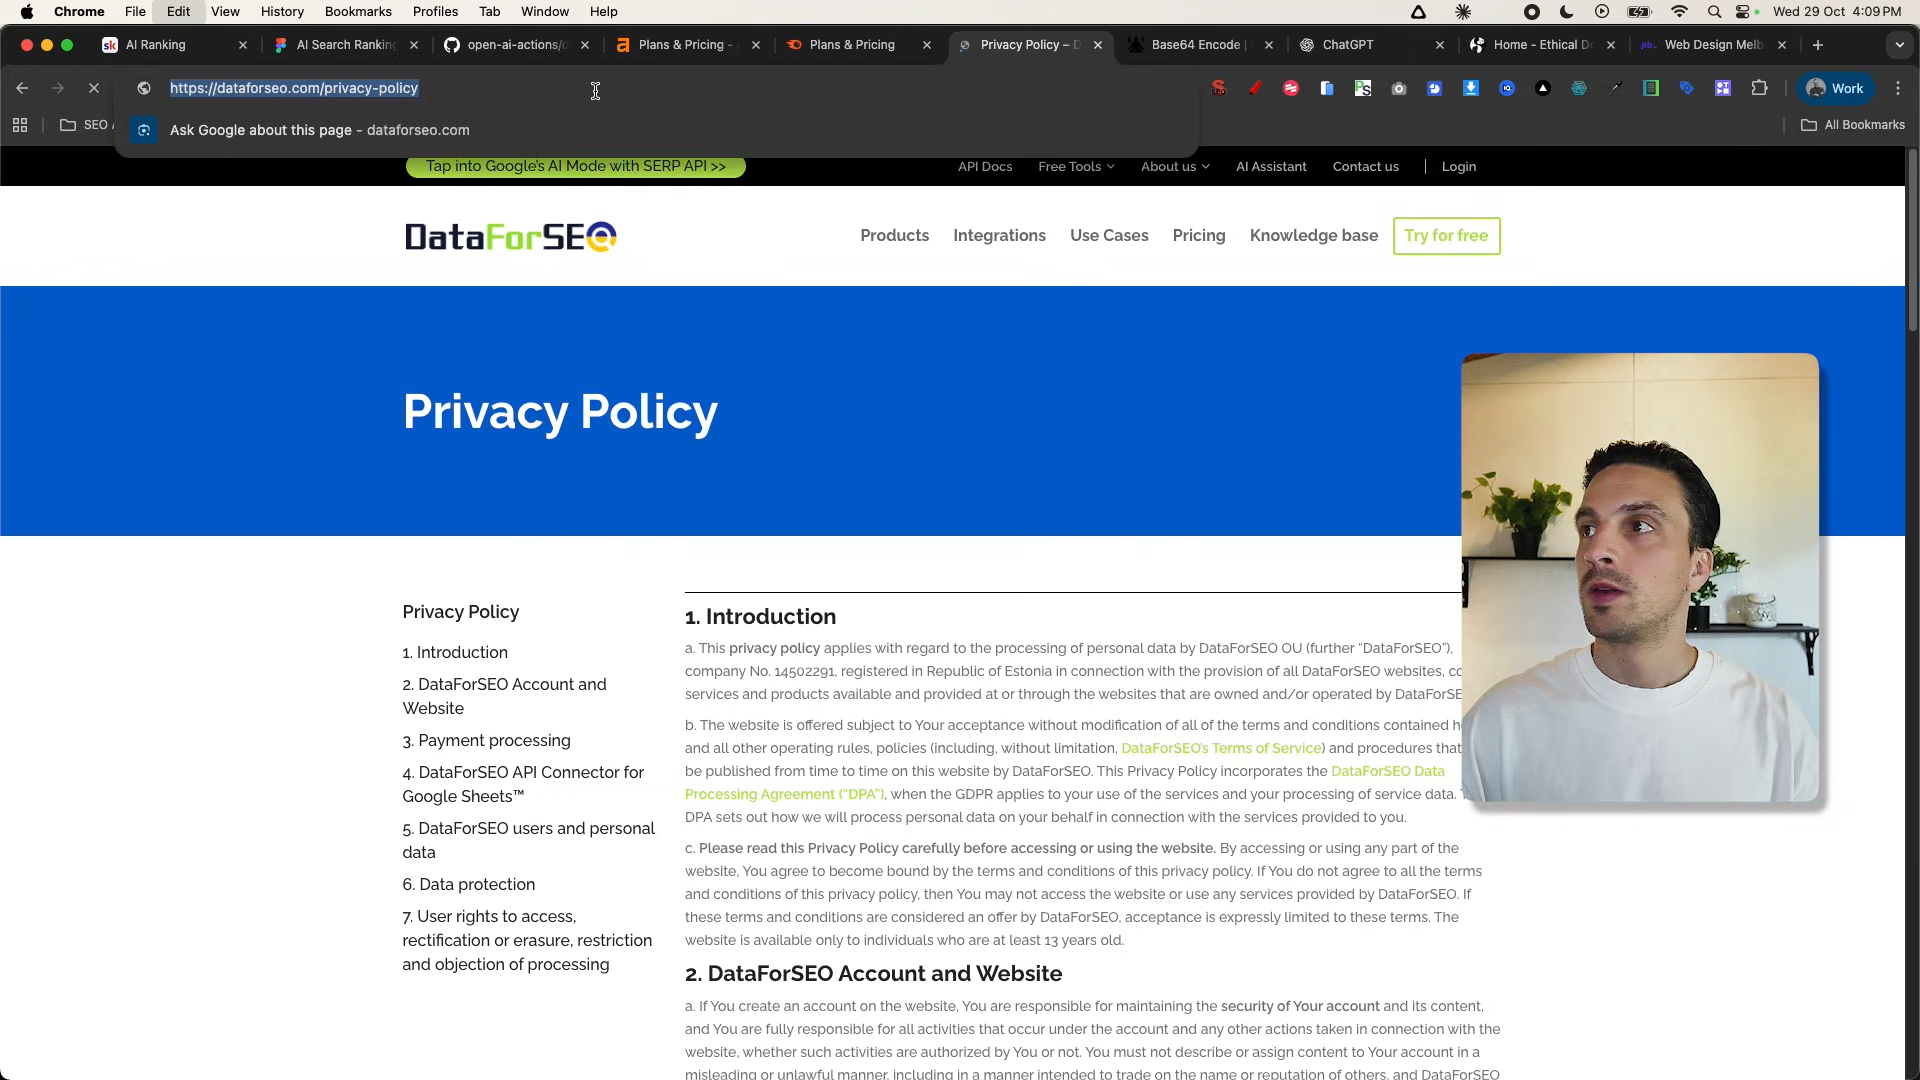 Chrome File Edit View History Bookmarks Profiles Tab Window Help Wed 29 Oct 4:09 PM
sk AI Ranking AI Search Ranking open-ai-actions/d Plans & Pricing - Plans & Pricing Privacy Policy – D Base64 Encode | ChatGPT Home - Ethical D Web Design Melb
https://dataforseo.com/privacy-policy Work
SEO Ask Google about this page - dataforseo.com All Bookmarks
Tap into Google's AI Mode with SERP API >> API Docs Free Tools About us AI Assistant Contact us Login
DataForSEO Products Integrations Use Cases Pricing Knowledge base Try for free
Privacy Policy
Privacy Policy
1. Introduction
2. DataForSEO Account and
Website
3. Payment processing
4. DataForSEO API Connector for
Google Sheets™
5. DataForSEO users and personal
data
6. Data protection
7. User rights to access,
rectification or erasure, restriction
and objection of processing
1. Introduction
a. This privacy policy applies with regard to the processing of personal data by DataForSEO OU (further "DataForSEO"),
company No. 14502291, registered in Republic of Estonia in connection with the provision of all DataForSEO websites,
services and products available and provided at or through the websites that are owned and/or operated by DataForSE
b. The website is offered subject to Your acceptance without modification of all of the terms and conditions contained
and all other operating rules, policies (including, without limitation, DataForSEO's Terms of Service) and procedures that
be published from time to time on this website by DataForSEO. This Privacy Policy incorporates the DataForSEO Data
Processing Agreement ("DPA"), when the GDPR applies to your use of the services and your processing of service data.
DPA sets out how we will process personal data on your behalf in connection with the services provided to you.
c. Please read this Privacy Policy carefully before accessing or using the website. By accessing or using any part of the
website, You agree to become bound by the terms and conditions of this privacy policy. If You do not agree to all the terms
and conditions of this privacy policy, then You may not access the website or use any services provided by DataForSEO. If
these terms and conditions are considered an offer by DataForSEO, acceptance is expressly limited to these terms. The
website is available only to individuals who are at least 13 years old.
2. DataForSEO Account and Website
a. If You create an account on the website, You are responsible for maintaining the security of Your account and its content,
and You are fully responsible for all activities that occur under the account and any other actions taken in connection with the
website, whether such activities are authorized by You or not. You must not describe or assign content to Your account in a
misleading or unlawful manner, including in a manner intended to trade on the name or reputation of others, and DataForSEO